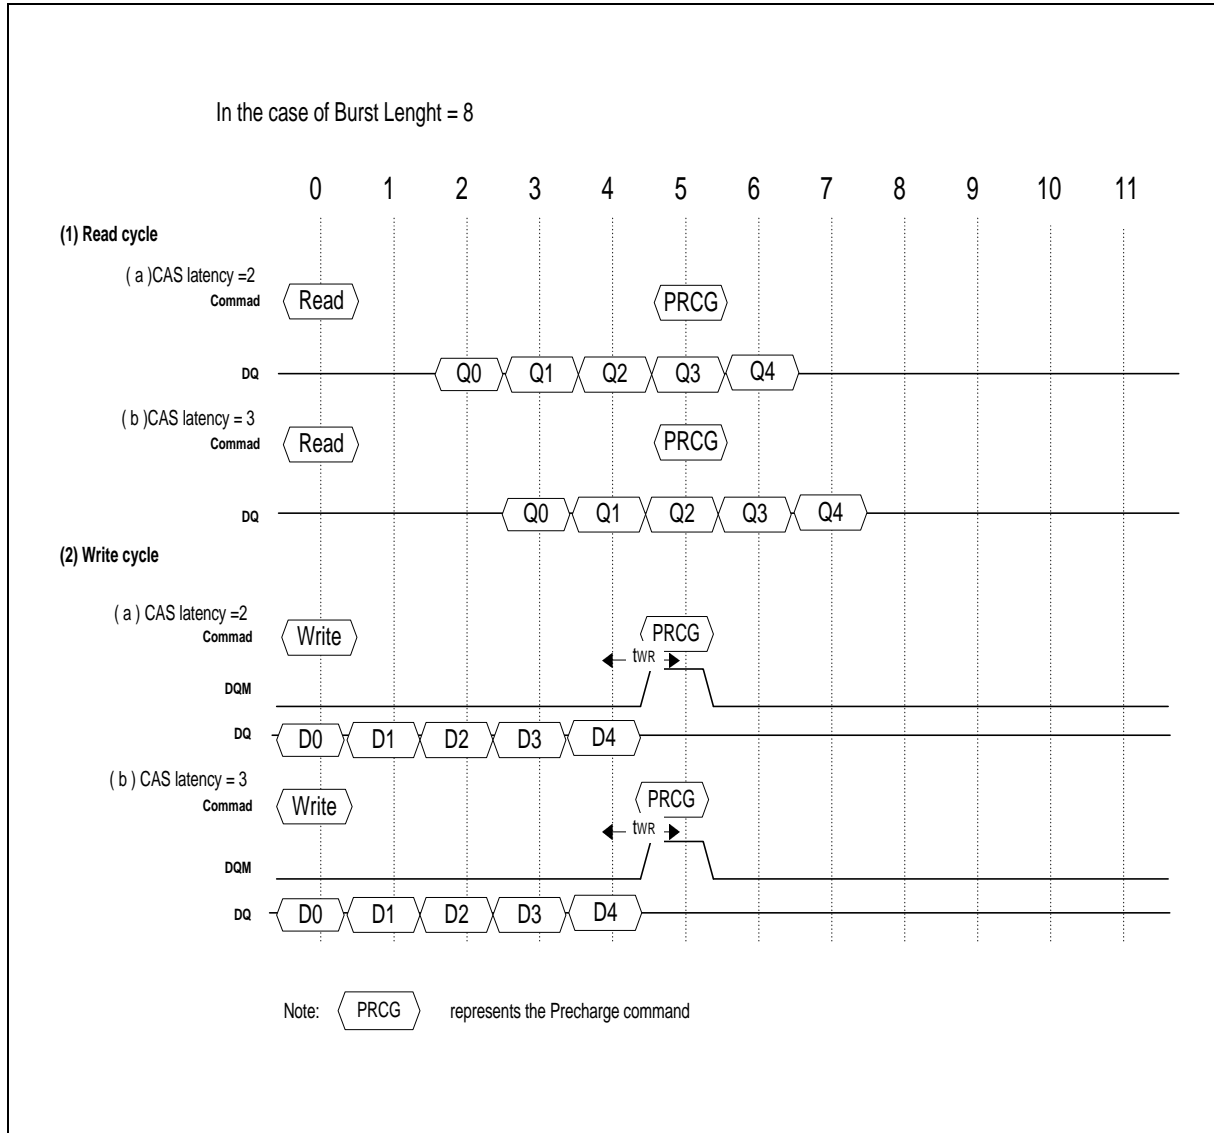 In the case of Burst Lenght = 8
0 1 2 3 4 5 6 7 8 9 10 11
(1) Read cycle
( a )CAS latency =2
Commad Read PRCG
DQ Q0 Q1 Q2 Q3 Q4
( b )CAS latency = 3
Commad Read PRCG
DQ Q0 Q1 Q2 Q3 Q4
(2) Write cycle
( a ) CAS latency =2
Commad Write PRCG
tWR
DQM
DQ D0 D1 D2 D3 D4
( b ) CAS latency = 3
Commad Write PRCG
tWR
DQM
DQ D0 D1 D2 D3 D4
Note: PRCG represents the Precharge command